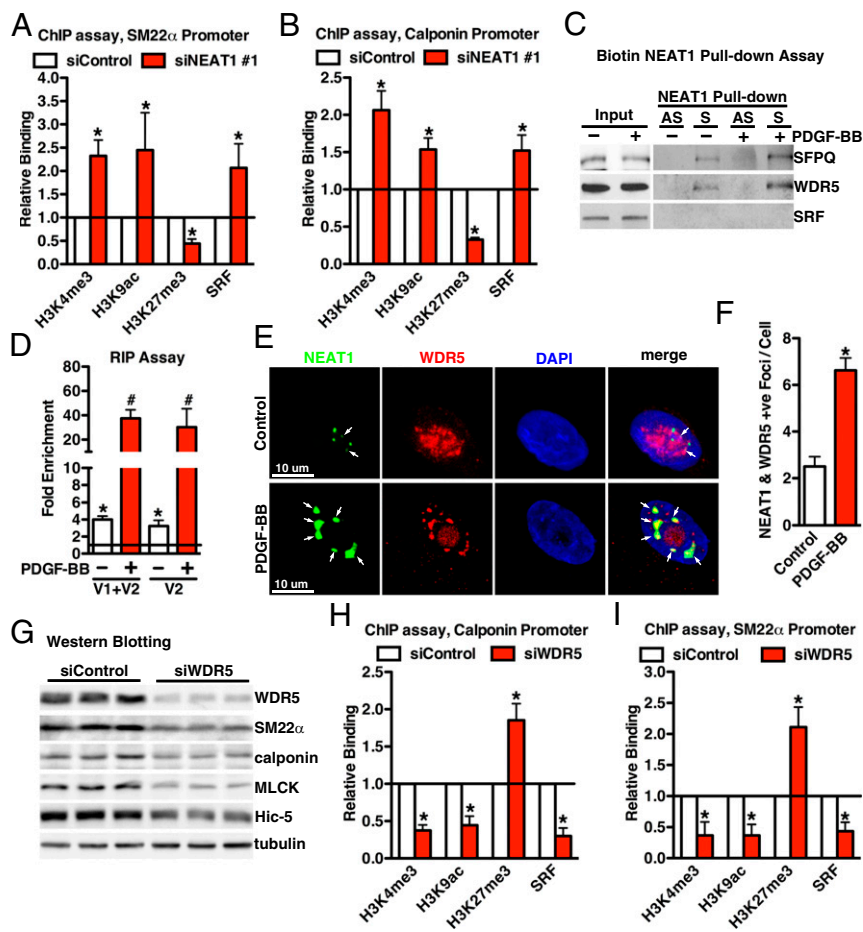 A
ChIP assay, SM22α Promoter
siControl siNEAT1 #1
Relative Binding
4.0
3.5
3.0
2.5
2.0
1.5
1.0
0.5
0.0
* * * *
H3K4me3 H3K9ac H3K27me3 SRF
B
ChIP assay, Calponin Promoter
siControl siNEAT1 #1
Relative Binding
2.5
2.0
1.5
1.0
0.5
0.0
* * * *
H3K4me3 H3K9ac H3K27me3 SRF
C
Biotin NEAT1 Pull-down Assay
NEAT1 Pull-down
Input AS S AS S
− + − − + + PDGF-BB
SFPQ
WDR5
SRF
D
RIP Assay
Fold Enrichment
80
60
40
20
8
6
4
2
0
* # * #
PDGF-BB − + − +
V1+V2 V2
E
NEAT1 WDR5 DAPI merge
Control
10 um
PDGF-BB
10 um
F
NEAT1 & WDR5 +ve Foci / Cell
8
6
4
2
0
*
Control PDGF-BB
G
Western Blotting
siControl siWDR5
WDR5
SM22α
calponin
MLCK
Hic-5
tubulin
H
ChIP assay, Calponin Promoter
siControl siWDR5
Relative Binding
2.5
2.0
1.5
1.0
0.5
0.0
* * * *
H3K4me3 H3K9ac H3K27me3 SRF
I
ChIP assay, SM22α Promoter
siControl siWDR5
Relative Binding
3.0
2.5
2.0
1.5
1.0
0.5
0.0
* * * *
H3K4me3 H3K9ac H3K27me3 SRF